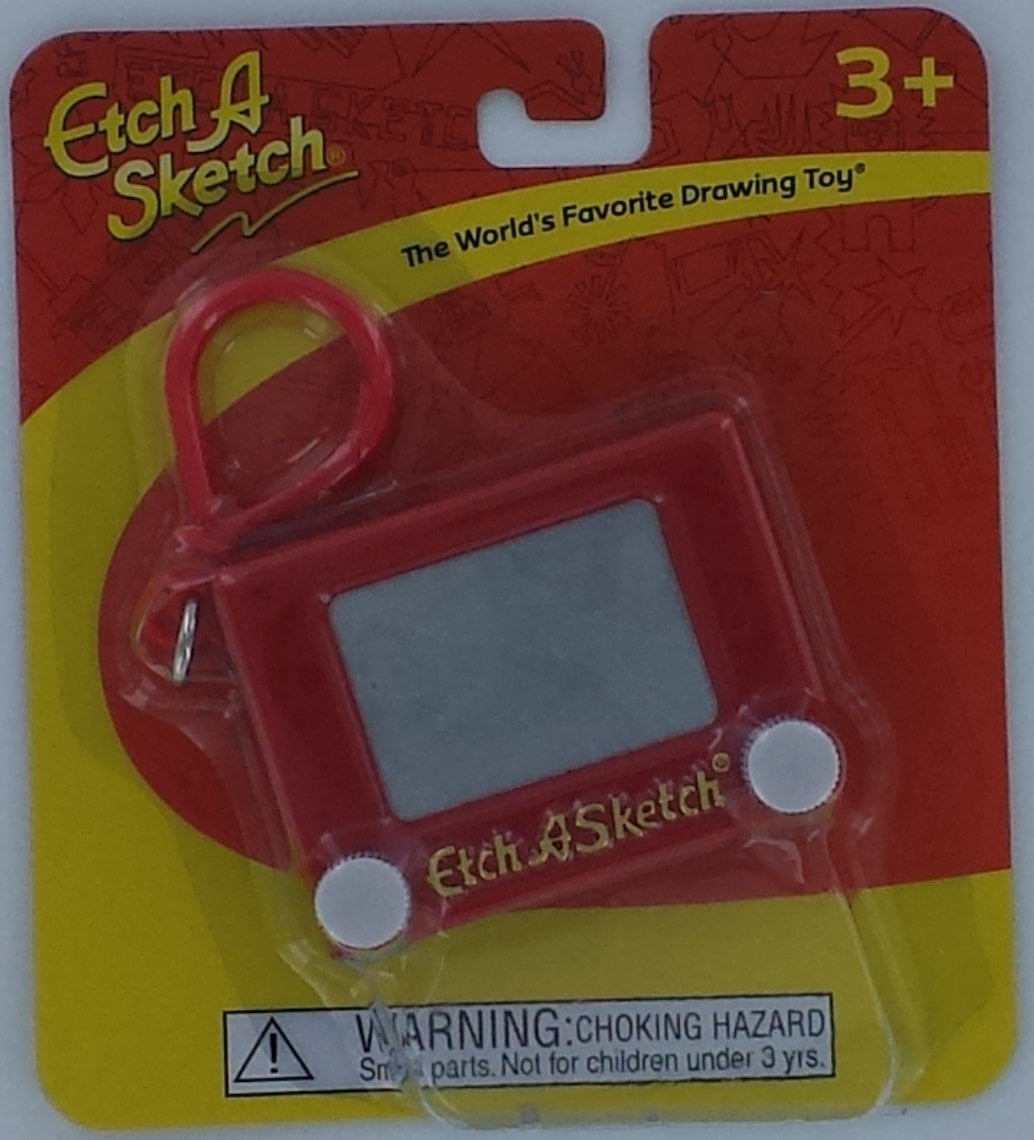 Etch A
Sketch®
3+
The World's Favorite Drawing Toy®
Etch A Sketch®
WARNING: CHOKING HAZARD
Small parts. Not for children under 3 yrs.